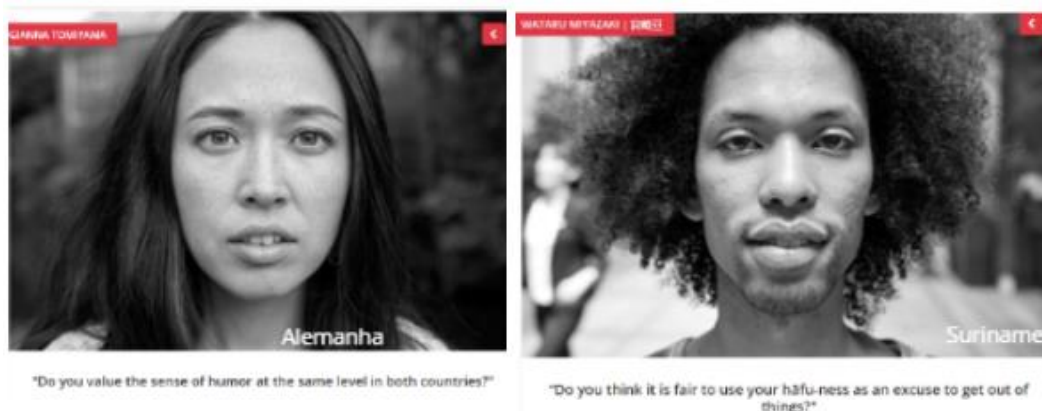 GIANNA TOMIYAMA
Alemanha
"Do you value the sense of humor at the same level in both countries?"
WATARU MIYAZAKI |
Suriname
"Do you think it is fair to use your hāfu-ness as an excuse to get out of
things?"